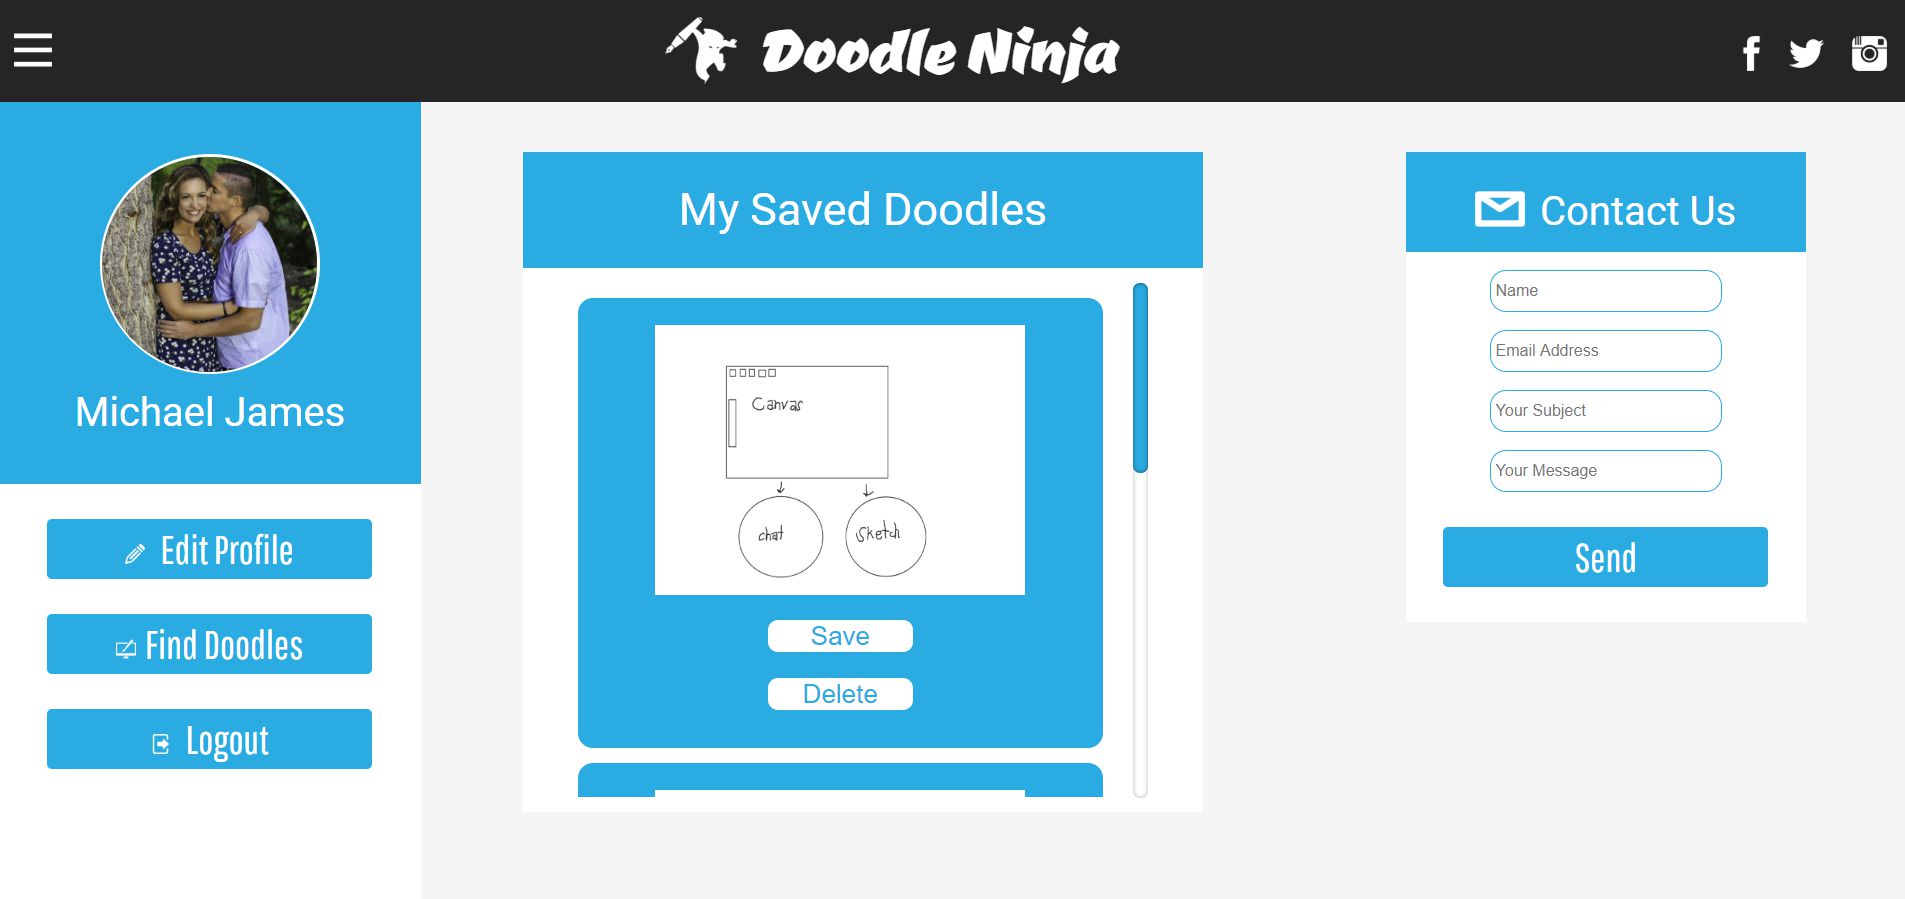 Doodle Ninja
Michael James
Edit Profile
Find Doodles
Logout
My Saved Doodles
Canvas
chat
sketch
Save
Delete
Contact Us
Name
Email Address
Your Subject
Your Message
Send